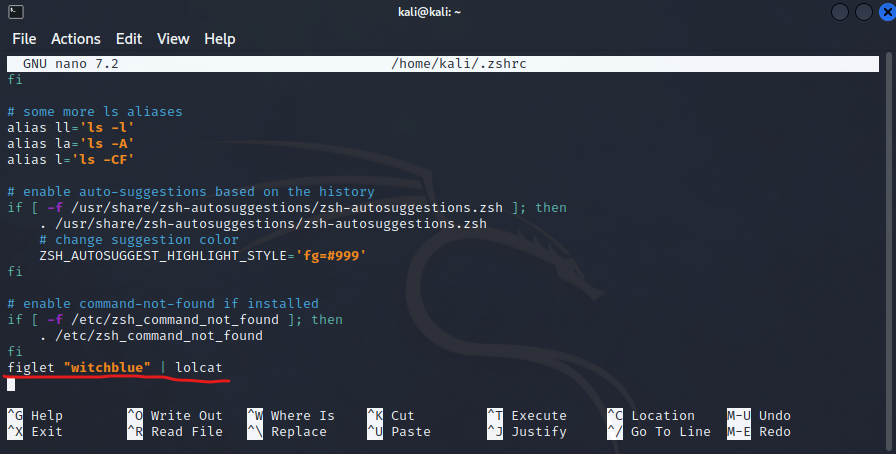 kali@kali: ~
File Actions Edit View Help
GNU nano 7.2 /home/kali/.zshrc
fi
# some more ls aliases
alias ll='ls -l'
alias la='ls -A'
alias l='ls -CF'
# enable auto-suggestions based on the history
if [ -f /usr/share/zsh-autosuggestions/zsh-autosuggestions.zsh ]; then
    . /usr/share/zsh-autosuggestions/zsh-autosuggestions.zsh
    # change suggestion color
    ZSH_AUTOSUGGEST_HIGHLIGHT_STYLE='fg=#999'
fi
# enable command-not-found if installed
if [ -f /etc/zsh_command_not_found ]; then
    . /etc/zsh_command_not_found
fi
figlet "witchblue" | lolcat
^G Help ^O Write Out ^W Where Is ^K Cut ^T Execute ^C Location M-U Undo
^X Exit ^R Read File ^\ Replace ^U Paste ^J Justify ^/ Go To Line M-E Redo